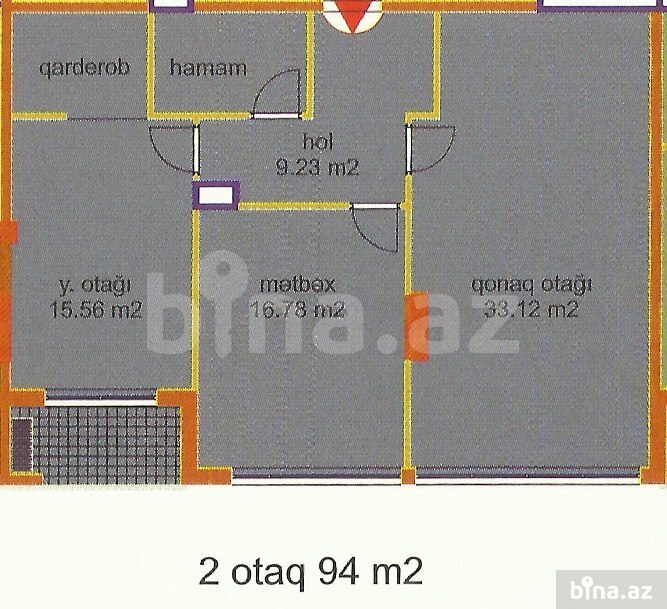 qarderob
hamam
hol
9.23 m2
y. otağı
15.56 m2
mətbəx
16.78 m2
qonaq otağı
33.12 m2
bina.az
2 otaq 94 m2
bina.az